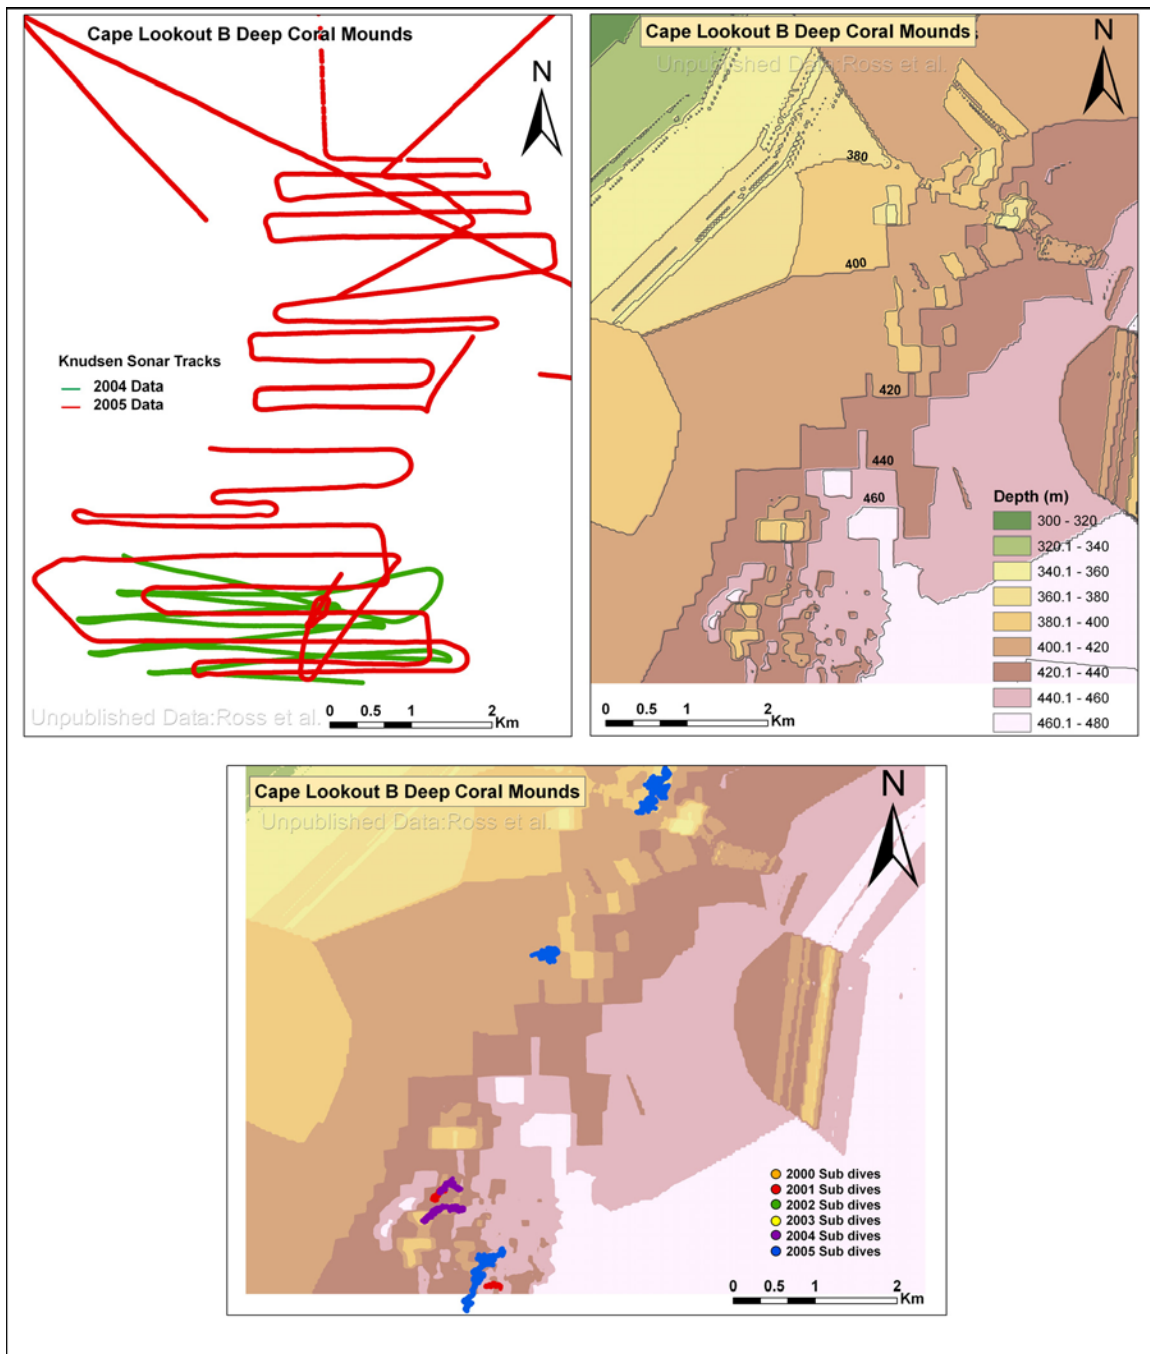 Cape Lookout B Deep Coral Mounds
N
Knudsen Sonar Tracks
2004 Data
2005 Data
Unpublished Data:Ross et al.
0 0.5 1 2
Km
Cape Lookout B Deep Coral Mounds
Unpublished Data:Ross et al.
N
380
400
420
440
460
Depth (m)
300 - 320
320.1 - 340
340.1 - 360
360.1 - 380
380.1 - 400
400.1 - 420
420.1 - 440
440.1 - 460
460.1 - 480
0 0.5 1 2
Km
Cape Lookout B Deep Coral Mounds
Unpublished Data:Ross et al.
N
2000 Sub dives
2001 Sub dives
2002 Sub dives
2003 Sub dives
2004 Sub dives
2005 Sub dives
0 0.5 1 2
Km